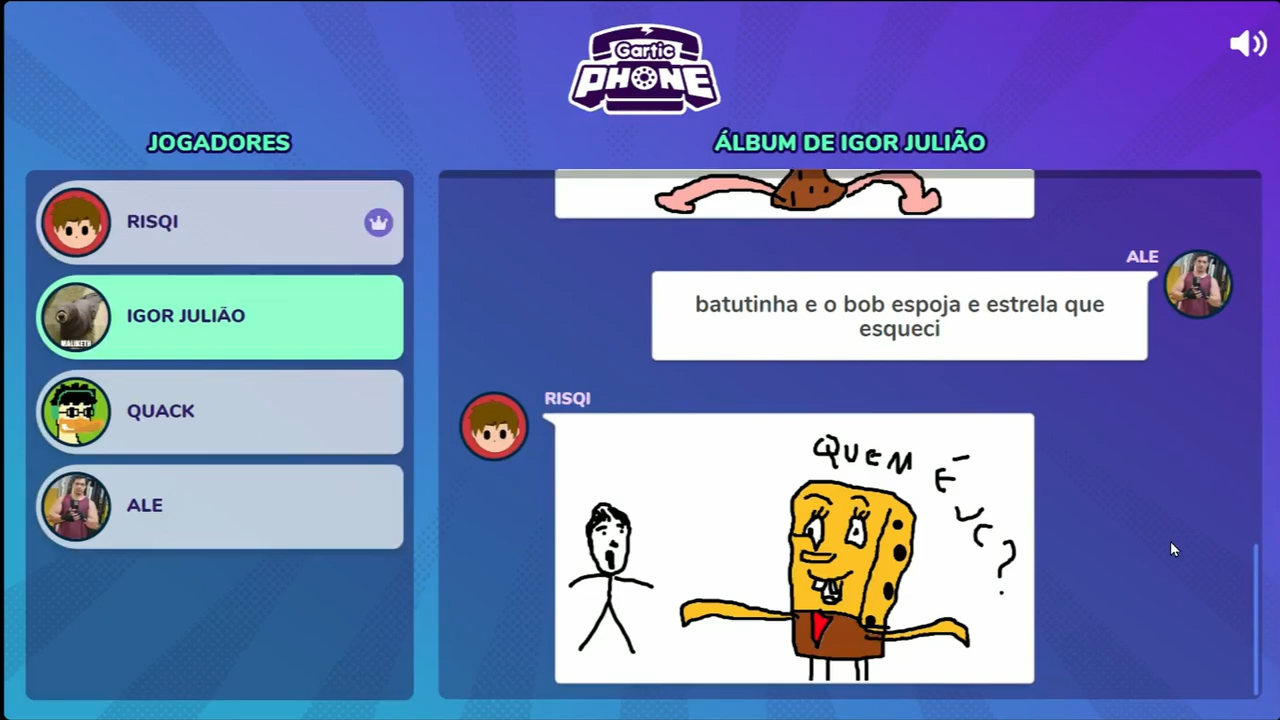 Gartic
PHONE
JOGADORES
ÁLBUM DE IGOR JULIÃO
RISQI
IGOR JULIÃO
MALIKETH
QUACK
ALE
ALE
batutinha e o bob espoja e estrela que
esqueci
RISQI
QUEM É
VC?